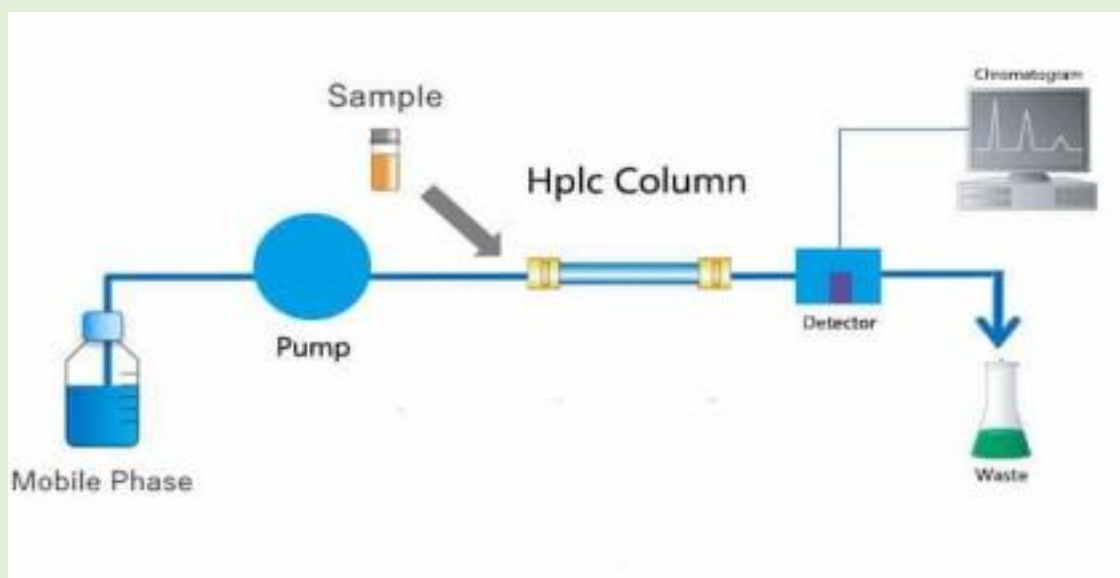 Chromatogram
Sample
Hplc Column
Pump
Detector
Mobile Phase
Waste